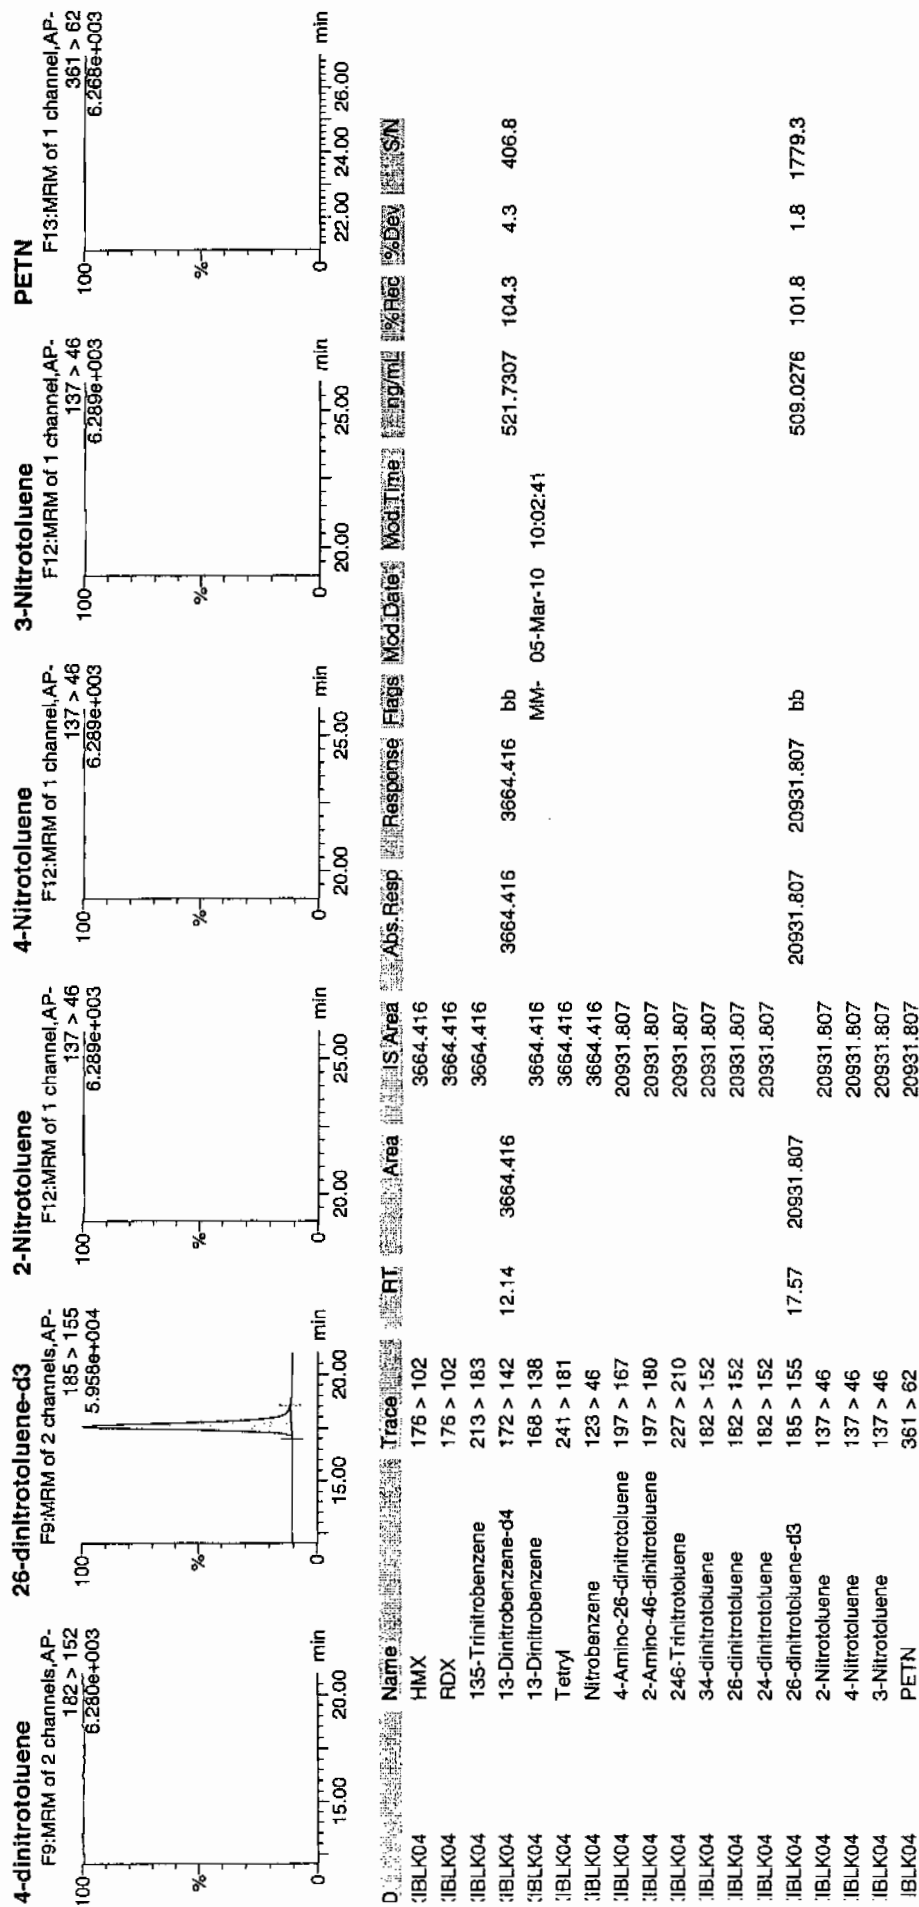 4-dinitrotoluene
F9:MRM of 2 channels,AP-
182 > 152
6.280e+003
100
%
0
15.00 20.00 min
26-dinitrotoluene-d3
F9:MRM of 2 channels,AP-
185 > 155
5.958e+004
100
%
0
15.00 20.00 min
2-Nitrotoluene
F12:MRM of 1 channel,AP-
137 > 46
6.289e+003
100
%
0
20.00 25.00 min
4-Nitrotoluene
F12:MRM of 1 channel,AP-
137 > 46
6.289e+003
100
%
0
20.00 25.00 min
3-Nitrotoluene
F12:MRM of 1 channel,AP-
137 > 46
6.289e+003
100
%
0
20.00 25.00 min
PETN
F13:MRM of 1 channel,AP-
361 > 62
6.268e+003
100
%
0
22.00 24.00 26.00 min
D Name Trace RT Area IS Area Abs.Resp Response Flags Mod.Date Mod.Time ng/mL %Rec %Dev S/N
IBLK04 HMX 176 > 102 3664.416
IBLK04 RDX 176 > 102 3664.416
IBLK04 135-Trinitrobenzene 213 > 183 3664.416
IBLK04 13-Dinitrobenzene-d4 172 > 142 12.14 3664.416 3664.416 3664.416 bb 521.7307 104.3 4.3 406.8
IBLK04 13-Dinitrobenzene 168 > 138 3664.416 MM- 05-Mar-10 10:02:41
IBLK04 Tetryl 241 > 181 3664.416
IBLK04 Nitrobenzene 123 > 46 3664.416
IBLK04 4-Amino-26-dinitrotoluene 197 > 167 20931.807
IBLK04 2-Amino-46-dinitrotoluene 197 > 180 20931.807
IBLK04 246-Trinitrotoluene 227 > 210 20931.807
IBLK04 34-dinitrotoluene 182 > 152 20931.807
IBLK04 26-dinitrotoluene 182 > 152 20931.807
IBLK04 24-dinitrotoluene 182 > 152 20931.807
IBLK04 26-dinitrotoluene-d3 185 > 155 17.57 20931.807 20931.807 20931.807 bb 509.0276 101.8 1.8 1779.3
IBLK04 2-Nitrotoluene 137 > 46 20931.807
IBLK04 4-Nitrotoluene 137 > 46 20931.807
IBLK04 3-Nitrotoluene 137 > 46 20931.807
IBLK04 PETN 361 > 62 20931.807